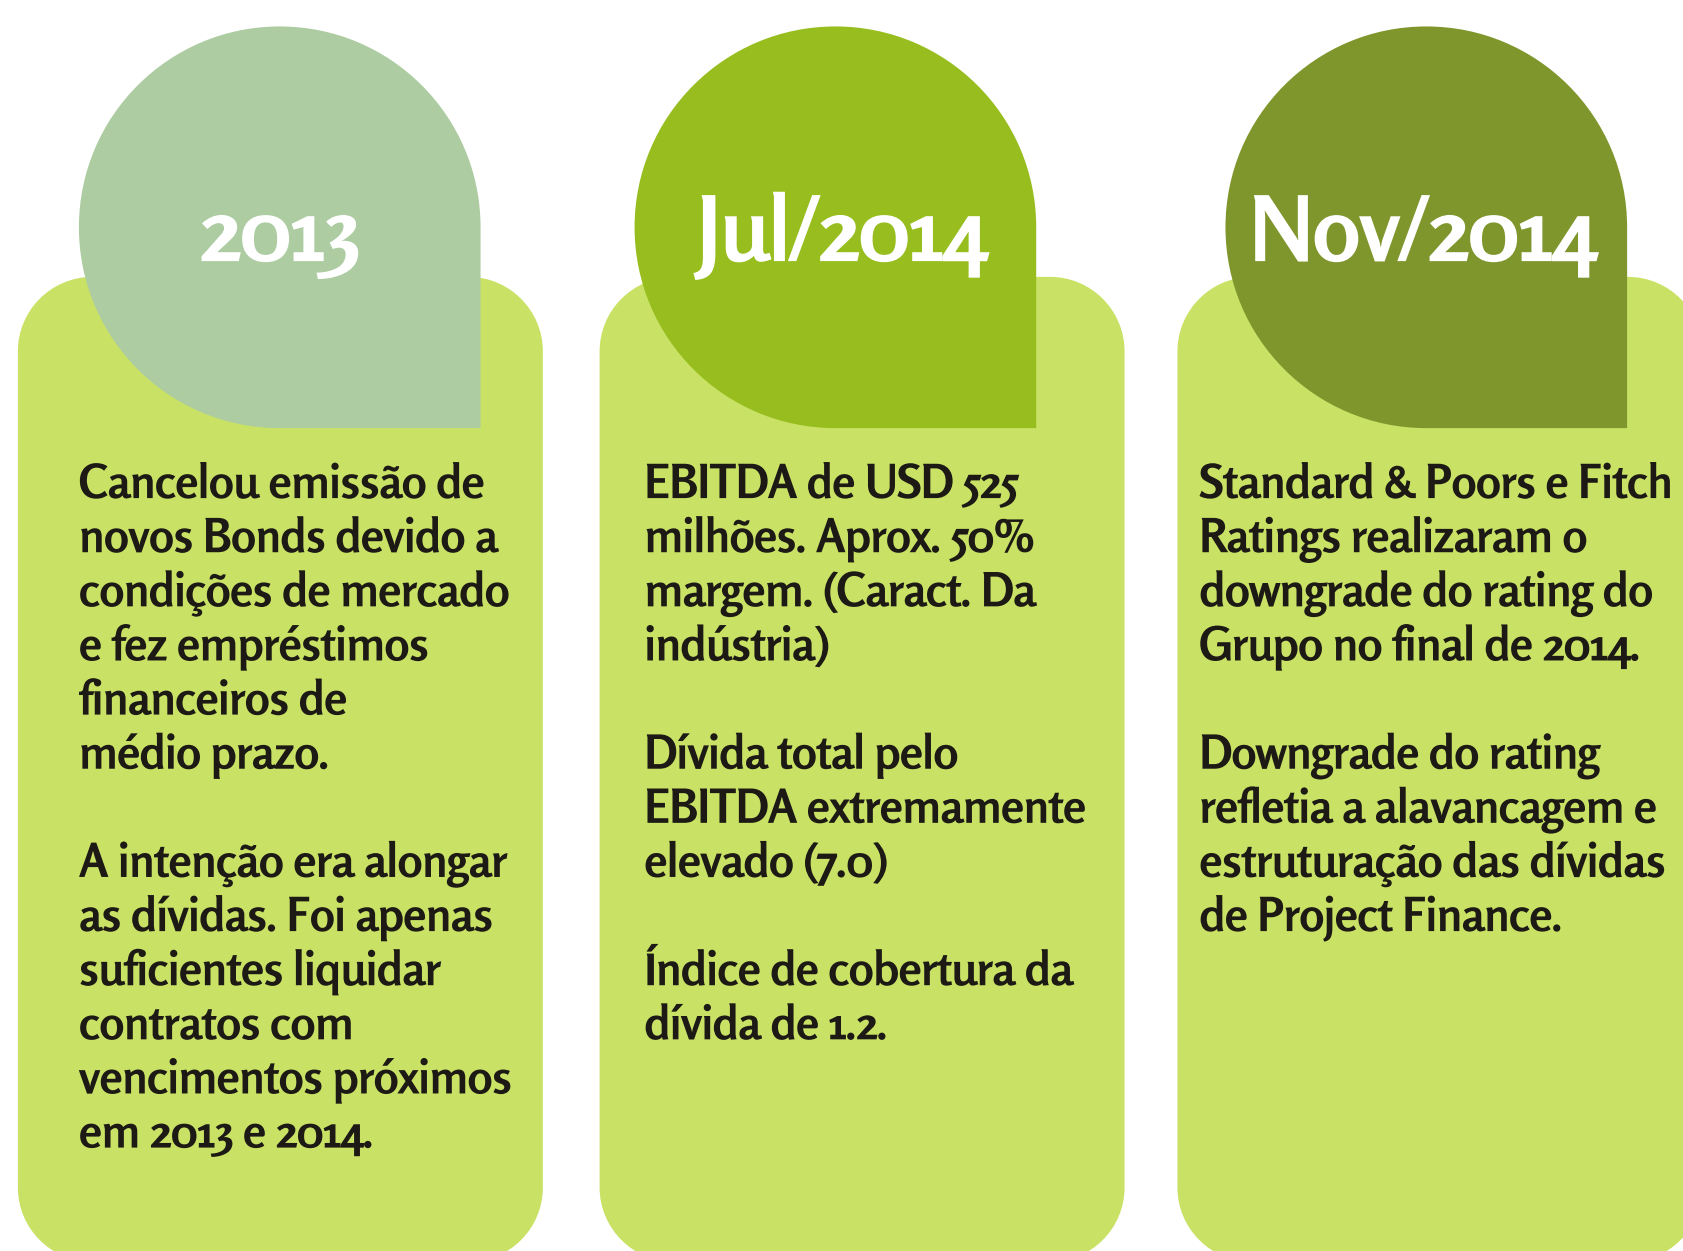 2013
Cancelou emissão de
novos Bonds devido a
condições de mercado
e fez empréstimos
financeiros de
médio prazo.
A intenção era alongar
as dívidas. Foi apenas
suficientes liquidar
contratos com
vencimentos próximos
em 2013 e 2014.
Jul/2014
EBITDA de USD 525
milhões. Aprox. 50%
margem. (Caract. Da
indústria)
Dívida total pelo
EBITDA extremamente
elevado (7.0)
Índice de cobertura da
dívida de 1.2.
Nov/2014
Standard & Poors e Fitch
Ratings realizaram o
downgrade do rating do
Grupo no final de 2014.
Downgrade do rating
refletia a alavancagem e
estruturação das dívidas
de Project Finance.